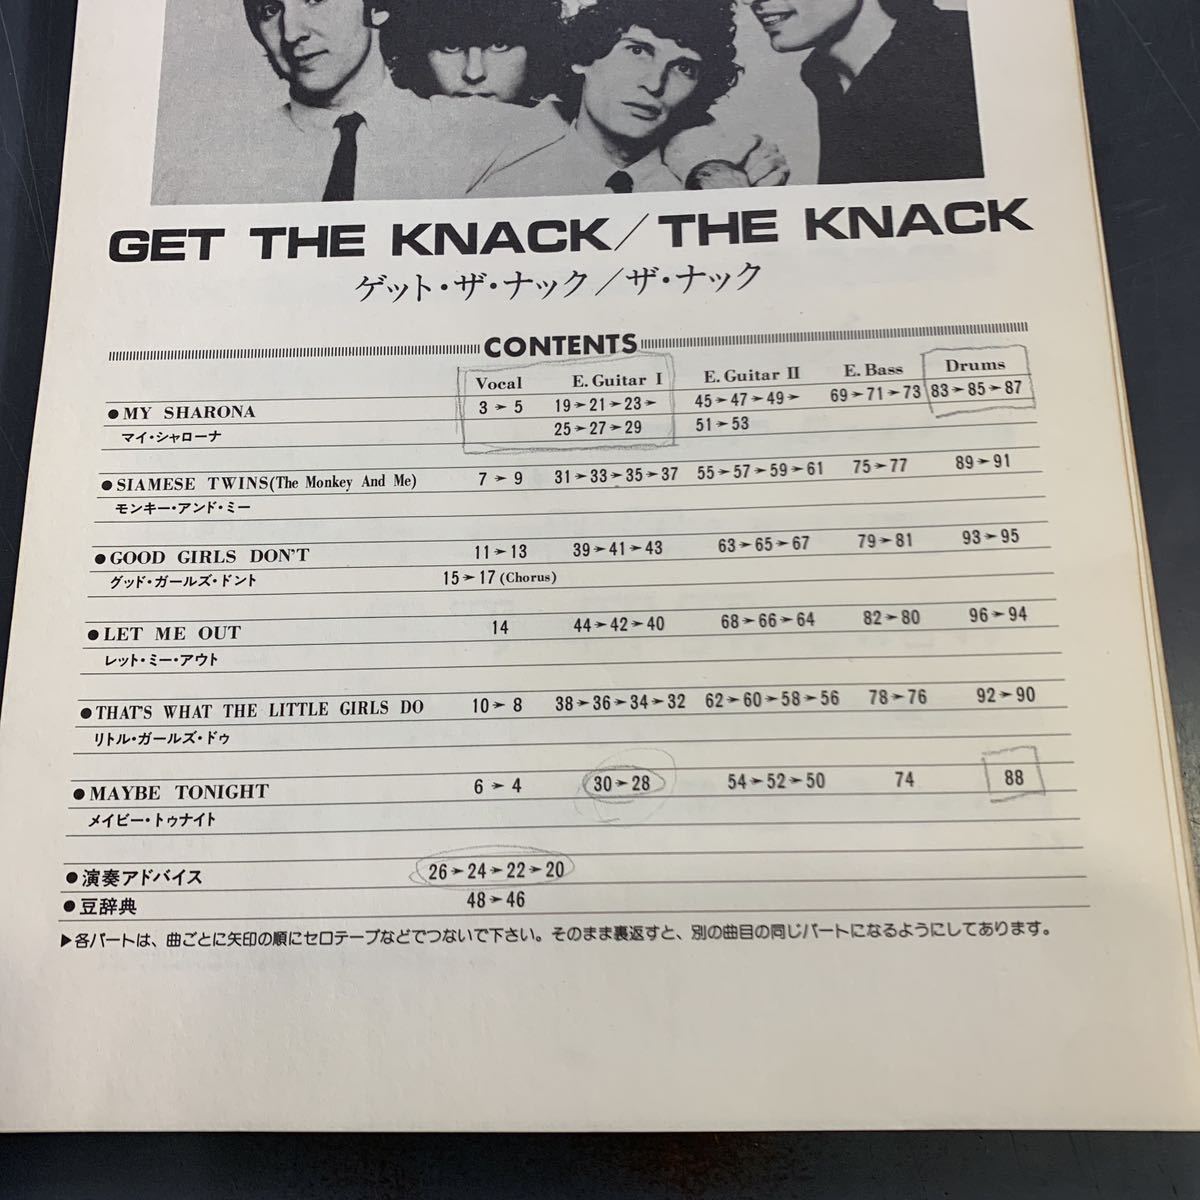 GET THE KNACK/THE KNACK
ゲット・ザ・ナック/ザ・ナック
CONTENTS
Vocal E. Guitar I E. Guitar II E. Bass Drums
● MY SHARONA 3➤5 19➤21➤23➤ 45➤47➤49➤ 69➤71➤73 83➤85➤87
マイ・シャローナ 25➤27➤29 51➤53
● SIAMESE TWINS(The Monkey And Me) 7➤9 31➤33➤35➤37 55➤57➤59➤61 75➤77 89➤91
モンキー・アンド・ミー
● GOOD GIRLS DON'T 11➤13 39➤41➤43 63➤65➤67 79➤81 93➤95
グッド・ガールズ・ドント 15➤17 (Chorus)
● LET ME OUT 14 44➤42➤40 68➤66➤64 82➤80 96➤94
レット・ミー・アウト
● THAT'S WHAT THE LITTLE GIRLS DO 10➤8 38➤36➤34➤32 62➤60➤58➤56 78➤76 92➤90
リトル・ガールズ・ドゥ
● MAYBE TONIGHT 6➤4 30➤28 54➤52➤50 74 88
メイビー・トゥナイト
● 演奏アドバイス 26➤24➤22➤20
● 豆辞典 48➤46
▶各パートは、曲ごとに矢印の順にセロテープなどでつないで下さい。そのまま裏返すと、別の曲目の同じパートになるようにしてあります。